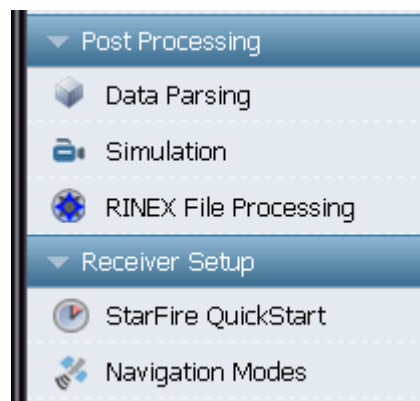 Post Processing
Data Parsing
Simulation
RINEX File Processing
Receiver Setup
StarFire QuickStart
Navigation Modes